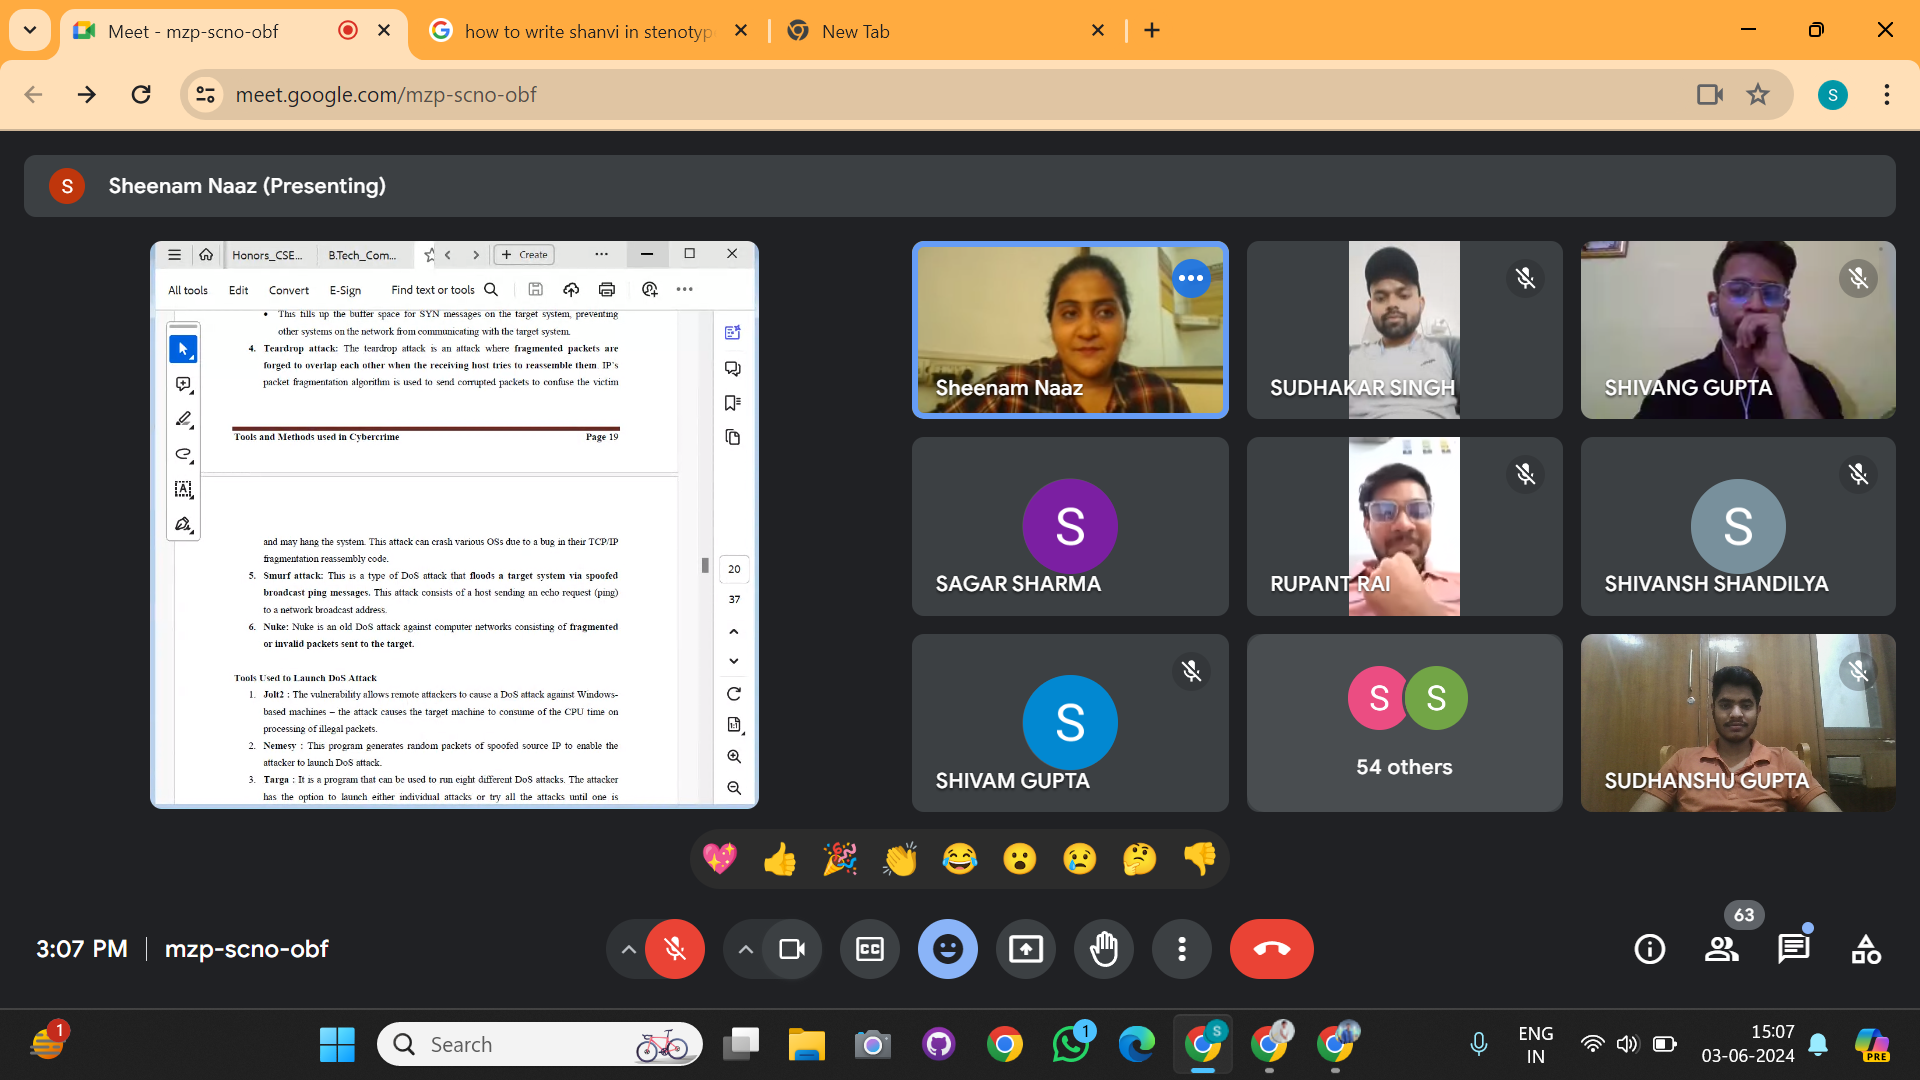 Meet - mzp-scno-obf
how to write shanvi in stenotyp
New Tab
meet.google.com/mzp-scno-obf
S
S
Sheenam Naaz (Presenting)
Honors_CSE...
B.Tech_Com...
+ Create
All tools
Edit
Convert
E-Sign
Find text or tools
• This fills up the buffer space for SYN messages on the target system, preventing
other systems on the network from communicating with the target system.
4. Teardrop attack: The teardrop attack is an attack where fragmented packets are
forged to overlap each other when the receiving host tries to reassemble them. IP's
packet fragmentation algorithm is used to send corrupted packets to confuse the victim
Tools and Methods used in Cybercrime Page 19
and may hang the system. This attack can crash various OSs due to a bug in their TCP/IP
fragmentation reassembly code.
5. Smurf attack: This is a type of DoS attack that floods a target system via spoofed
broadcast ping messages. This attack consists of a host sending an echo request (ping)
to a network broadcast address.
6. Nuke: Nuke is an old DoS attack against computer networks consisting of fragmented
or invalid packets sent to the target.
Tools Used to Launch DoS Attack
1. Jolt2 : The vulnerability allows remote attackers to cause a DoS attack against Windows-
based machines – the attack causes the target machine to consume of the CPU time on
processing of illegal packets.
2. Nemesy : This program generates random packets of spoofed source IP to enable the
attacker to launch DoS attack.
3. Targa : It is a program that can be used to run eight different DoS attacks. The attacker
has the option to launch either individual attacks or try all the attacks until one is
20
37
1:1
Sheenam Naaz
SUDHAKAR SINGH
SHIVANG GUPTA
S
SAGAR SHARMA
RUPANT RAI
S
SHIVANSH SHANDILYA
S
SHIVAM GUPTA
S
S
54 others
SUDHANSHU GUPTA
3:07 PM
mzp-scno-obf
CC
63
1
Search
1
S
ENG
IN
15:07
03-06-2024
PRE